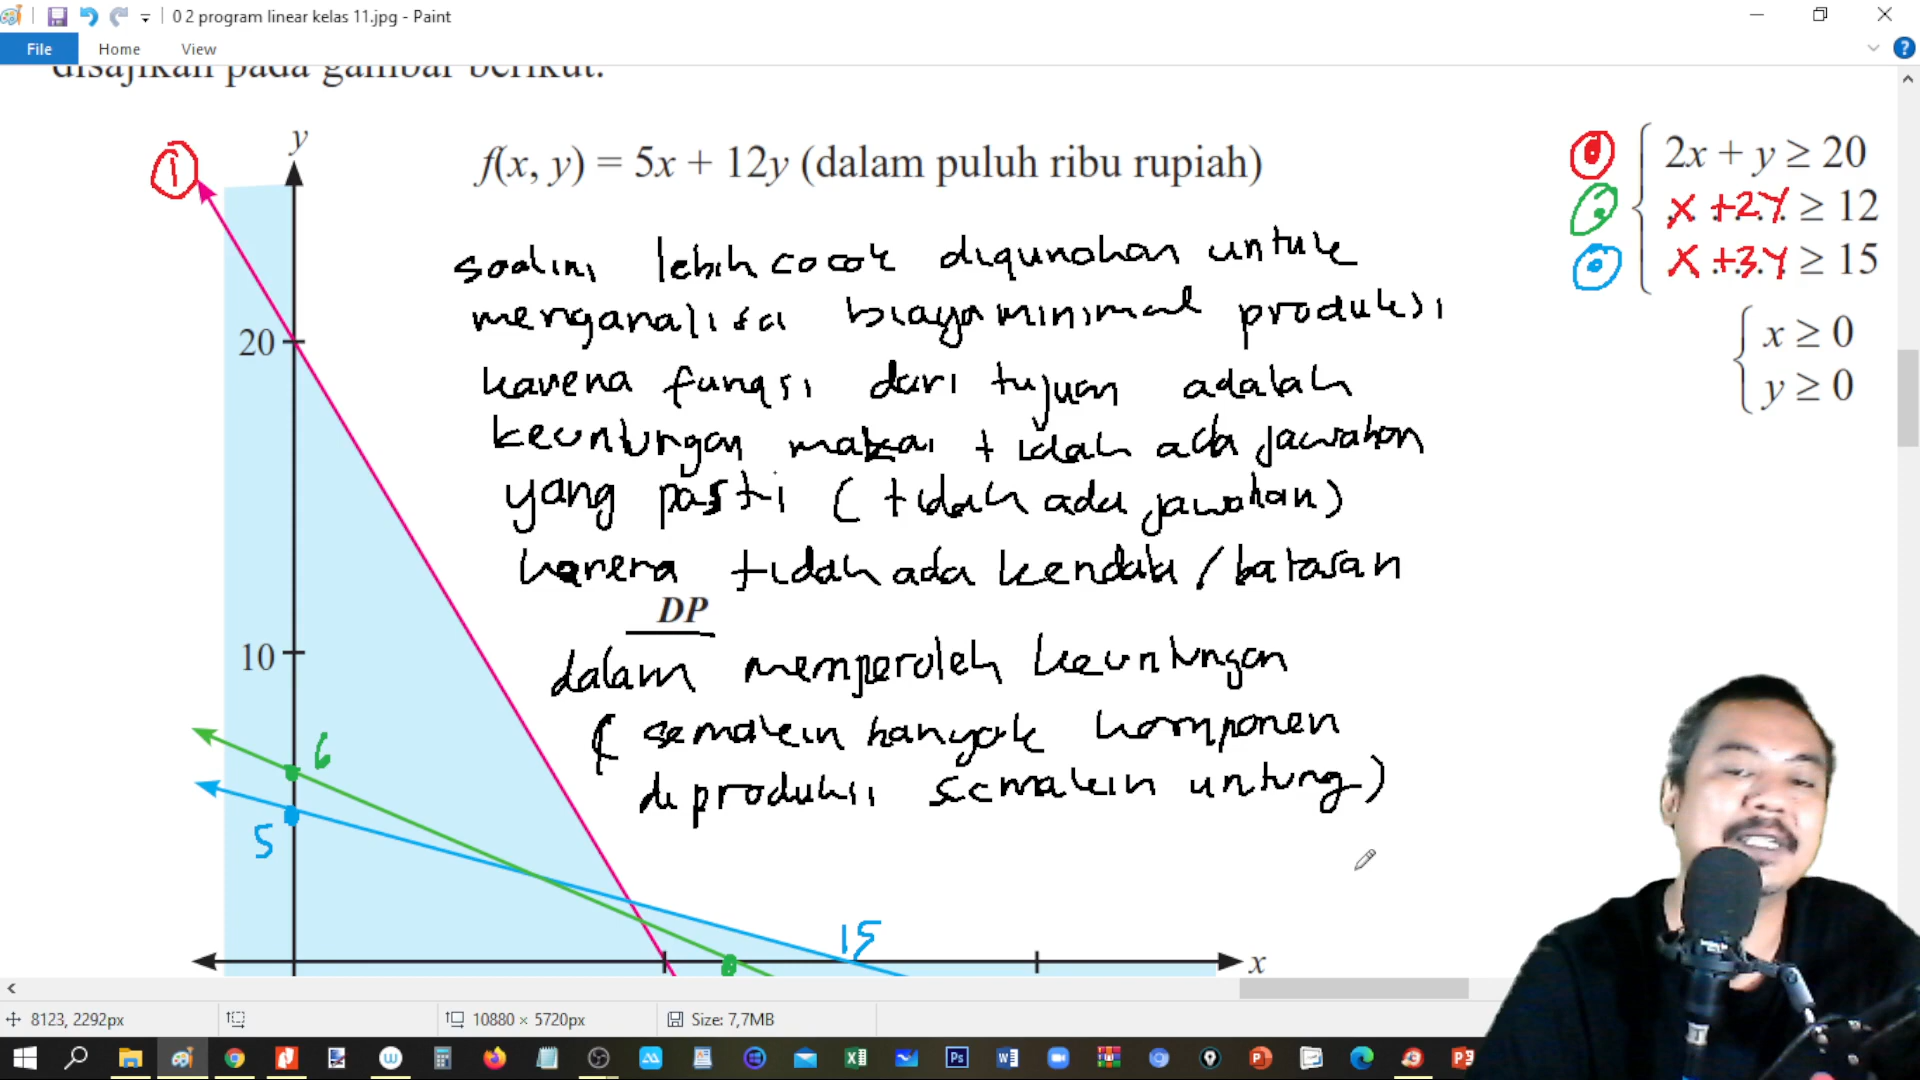 0 2 program linear kelas 11.jpg - Paint
File Home View
disajikan pada gambar berikut.
y
f(x, y) = 5x + 12y (dalam puluh ribu rupiah)
1
2x + y ≥ 20
x + 2y ≥ 12
x + 3y ≥ 15
x ≥ 0
y ≥ 0
soal ini lebih cocok digunakan untuk
menganalisa biaya minimal produksi
karena fungsi dari tujuan adalah
keuntungan maka tidak ada jawaban
yang pasti (tidak ada jawaban)
karena tidak ada kendala / batasan
DP
dalam memperoleh keuntungan
( semakin banyak komponen
di produksi semakin untung)
20
10
6
5
15
x
8123, 2292px
10880 × 5720px
Size: 7,7MB